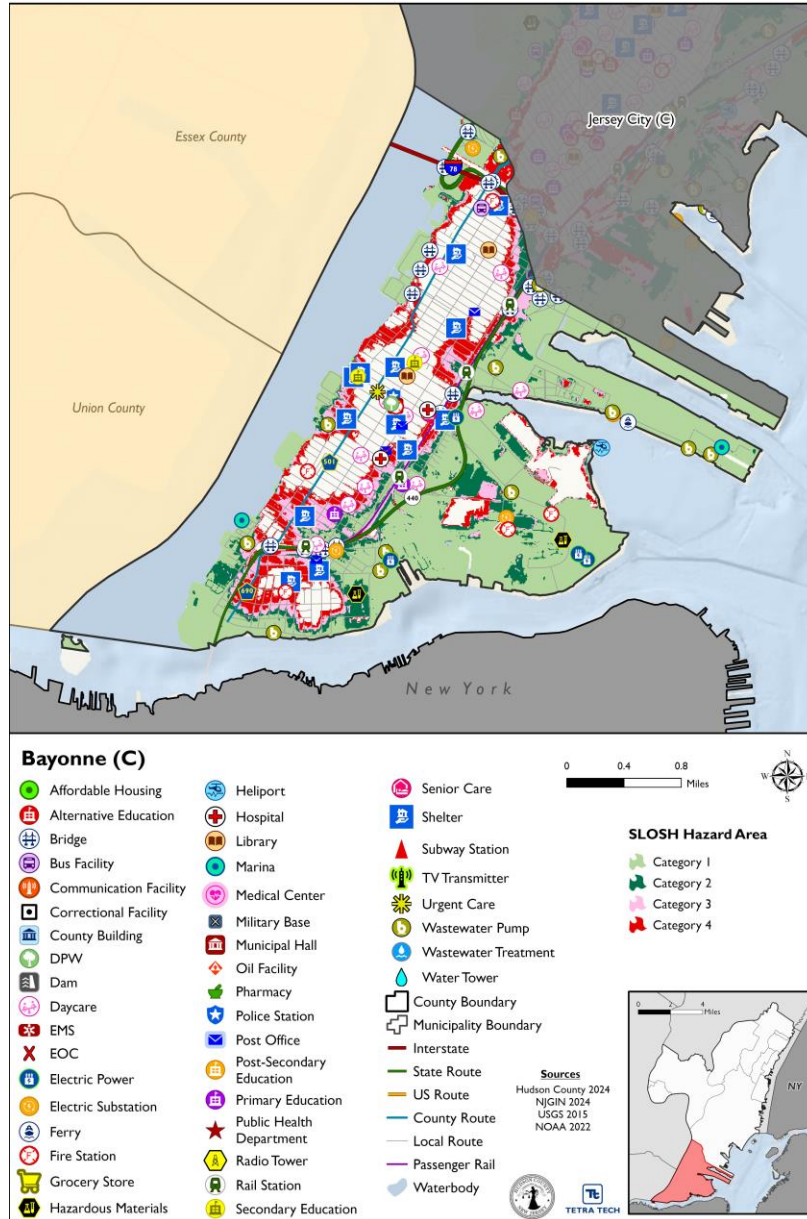 Essex County
Jersey City (C)
78
Union County
501
440
690
New York
Bayonne (C)
Affordable Housing
Alternative Education
Bridge
Bus Facility
Communication Facility
Correctional Facility
County Building
DPW
Dam
Daycare
EMS
EOC
Electric Power
Electric Substation
Ferry
Fire Station
Grocery Store
Hazardous Materials
Heliport
Hospital
Library
Marina
Medical Center
Military Base
Municipal Hall
Oil Facility
Pharmacy
Police Station
Post Office
Post-Secondary
Education
Primary Education
Public Health
Department
Radio Tower
Rail Station
Secondary Education
Senior Care
Shelter
Subway Station
TV Transmitter
Urgent Care
Wastewater Pump
Wastewater Treatment
Water Tower
County Boundary
Municipality Boundary
Interstate
State Route
US Route
County Route
Local Route
Passenger Rail
Waterbody
0 0.4 0.8
Miles
N
W E
S
SLOSH Hazard Area
Category 1
Category 2
Category 3
Category 4
Sources
Hudson County 2024
NJGIN 2024
USGS 2015
NOAA 2022
Tt
TETRA TECH
0 2 4
Miles
NY